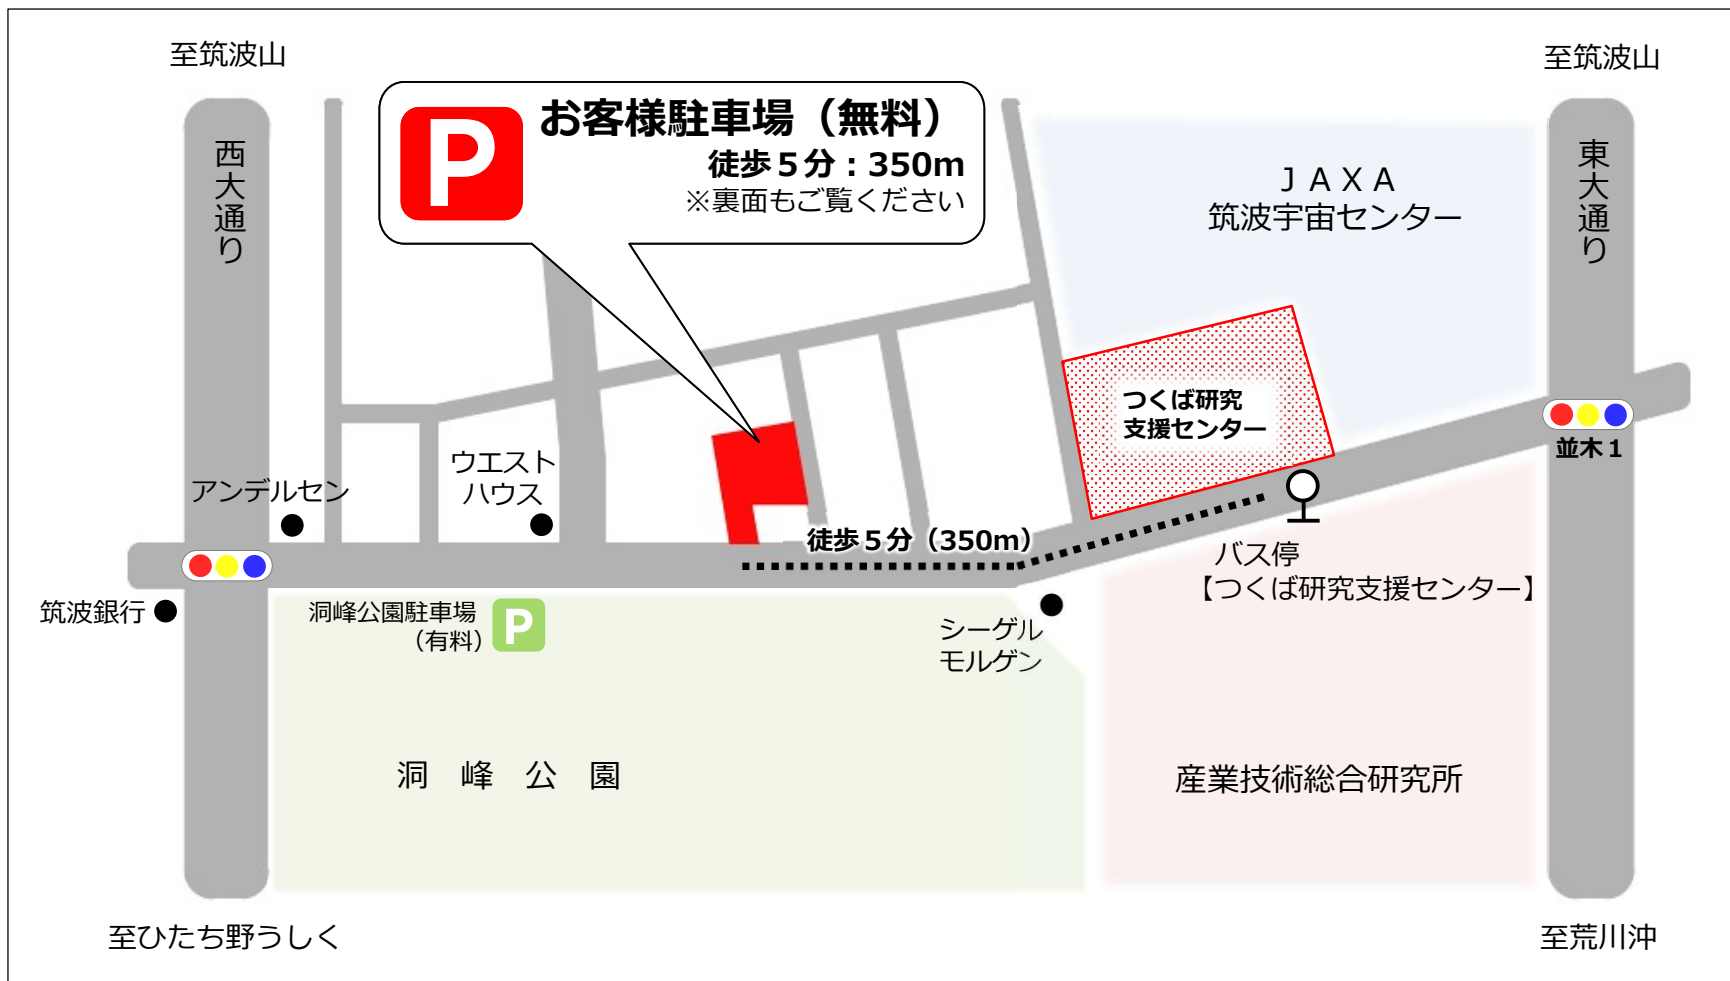 至筑波山
至筑波山
P
お客様駐車場（無料）
徒歩５分：350m
※裏面もご覧ください
西大通り
東大通り
ＪＡＸＡ
筑波宇宙センター
つくば研究
支援センター
並木１
ウエスト
ハウス
アンデルセン
徒歩５分（350m）
バス停
【つくば研究支援センター】
筑波銀行
洞峰公園駐車場
（有料）
P
シーゲル
モルゲン
洞 峰 公 園
産業技術総合研究所
至ひたち野うしく
至荒川沖